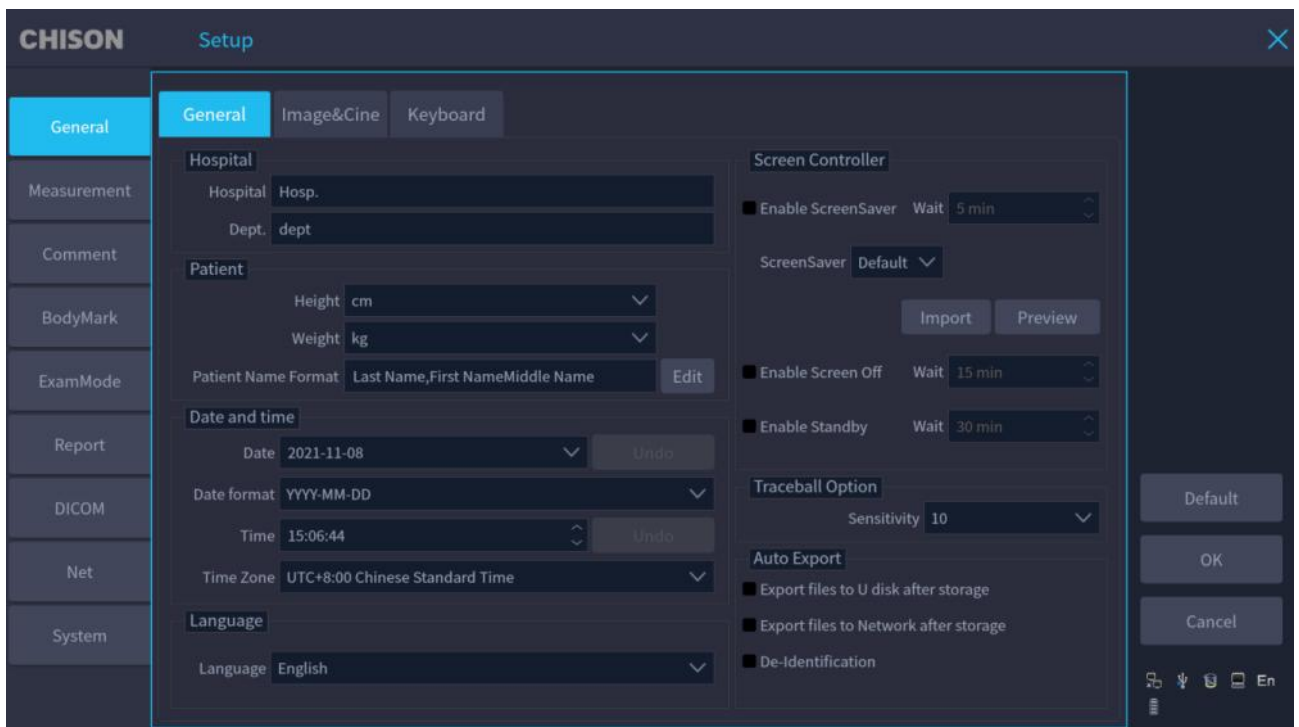 CHISON
Setup
General
Measurement
Comment
BodyMark
ExamMode
Report
DICOM
Net
System
General Image&Cine Keyboard
Hospital
Hospital Hosp.
Dept. dept
Patient
Height cm
Weight kg
Patient Name Format Last Name,First NameMiddle Name Edit
Date and time
Date 2021-11-08 Undo
Date format YYYY-MM-DD
Time 15:06:44 Undo
Time Zone UTC+8:00 Chinese Standard Time
Language
Language English
Screen Controller
Enable ScreenSaver Wait 5 min
ScreenSaver Default
Import Preview
Enable Screen Off Wait 15 min
Enable Standby Wait 30 min
Traceball Option
Sensitivity 10
Auto Export
Export files to U disk after storage
Export files to Network after storage
De-Identification
Default
OK
Cancel
En